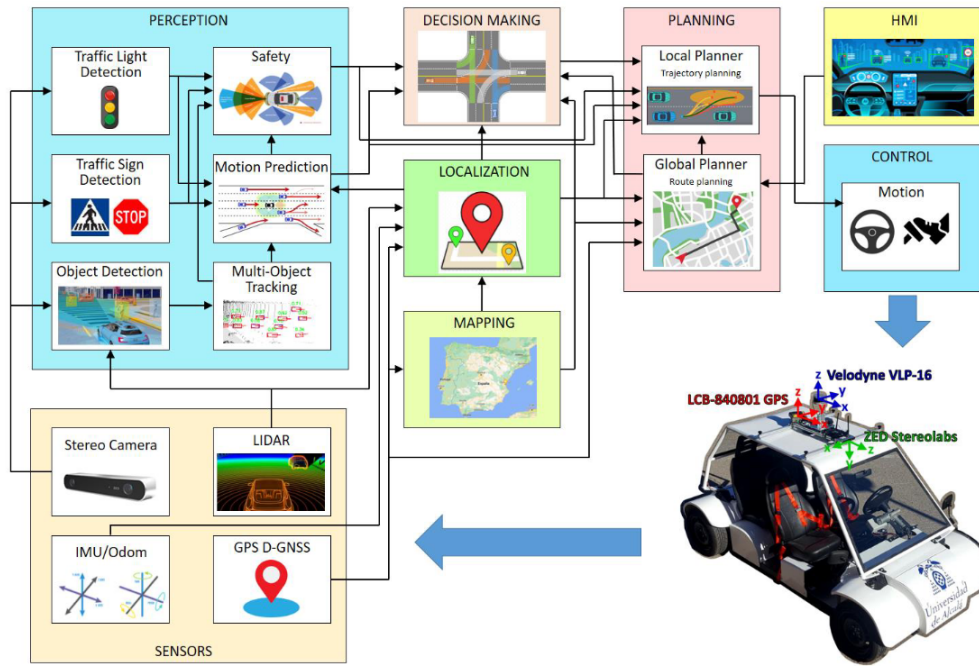 PERCEPTION
Traffic Light
Detection
Safety
Traffic Sign
Detection
STOP
Motion Prediction
Object Detection
Multi-Object
Tracking
DECISION MAKING
LOCALIZATION
MAPPING
PLANNING
Local Planner
Trajectory planning
Global Planner
Route planning
HMI
CONTROL
Motion
Stereo Camera
LIDAR
IMU/Odom
GPS D-GNSS
SENSORS
Velodyne VLP-16
LCB-840801 GPS
ZED Stereolabs
z
y
x
z
y
x
x
z
y
Universidad
de Alcalá